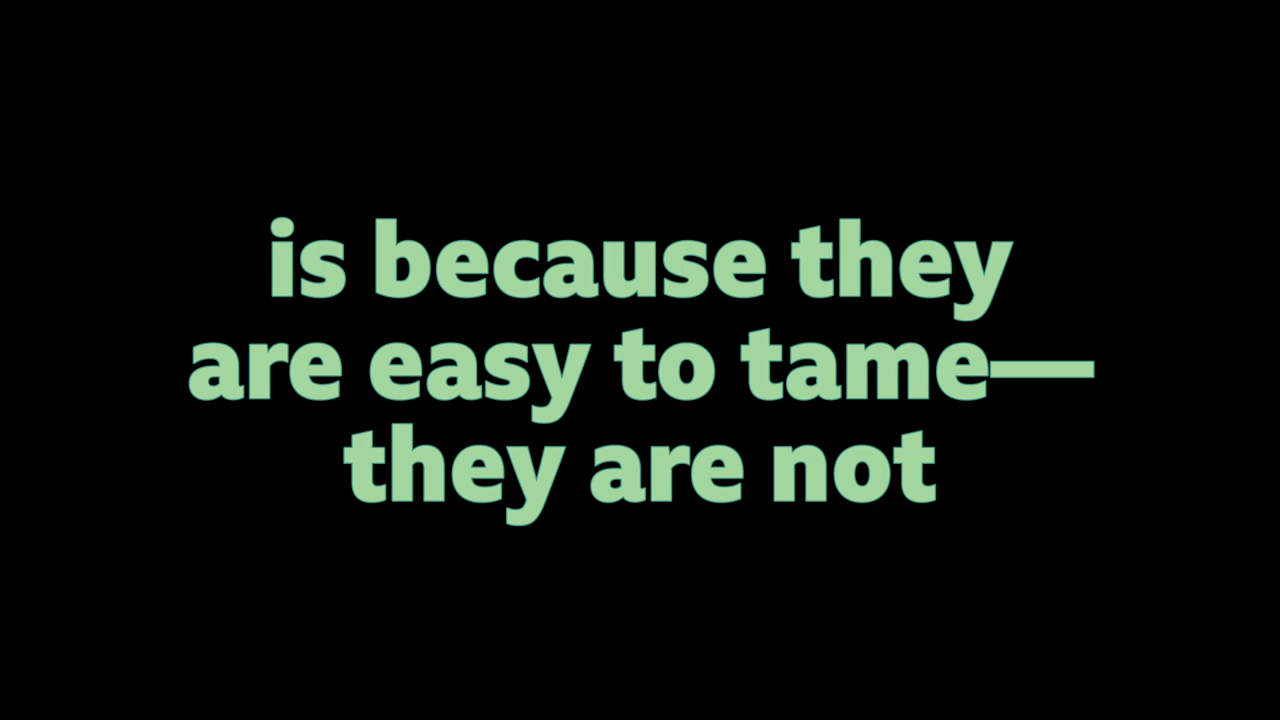 is because they
are easy to tame—
they are not